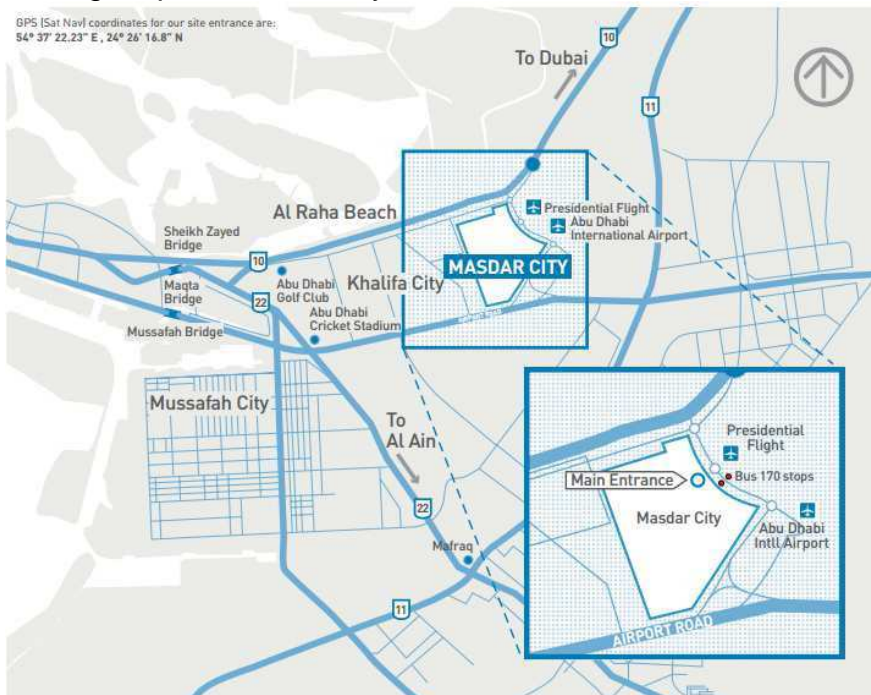 GPS (Sat Nav) coordinates for our site entrance are:
54° 37' 22.23" E , 24° 26' 16.8" N
10
To Dubai
11
Al Raha Beach
Presidential Flight
Abu Dhabi
International Airport
Sheikh Zayed
Bridge
10
MASDAR CITY
Khalifa City
Maqta
Bridge
22
Abu Dhabi
Golf Club
Abu Dhabi
Cricket Stadium
Airport Road
Mussafah Bridge
Mussafah City
To
Al Ain
22
Mafraq
11
Presidential
Flight
Bus 170 stops
Main Entrance
Masdar City
Abu Dhabi
Intll Airport
AIRPORT ROAD